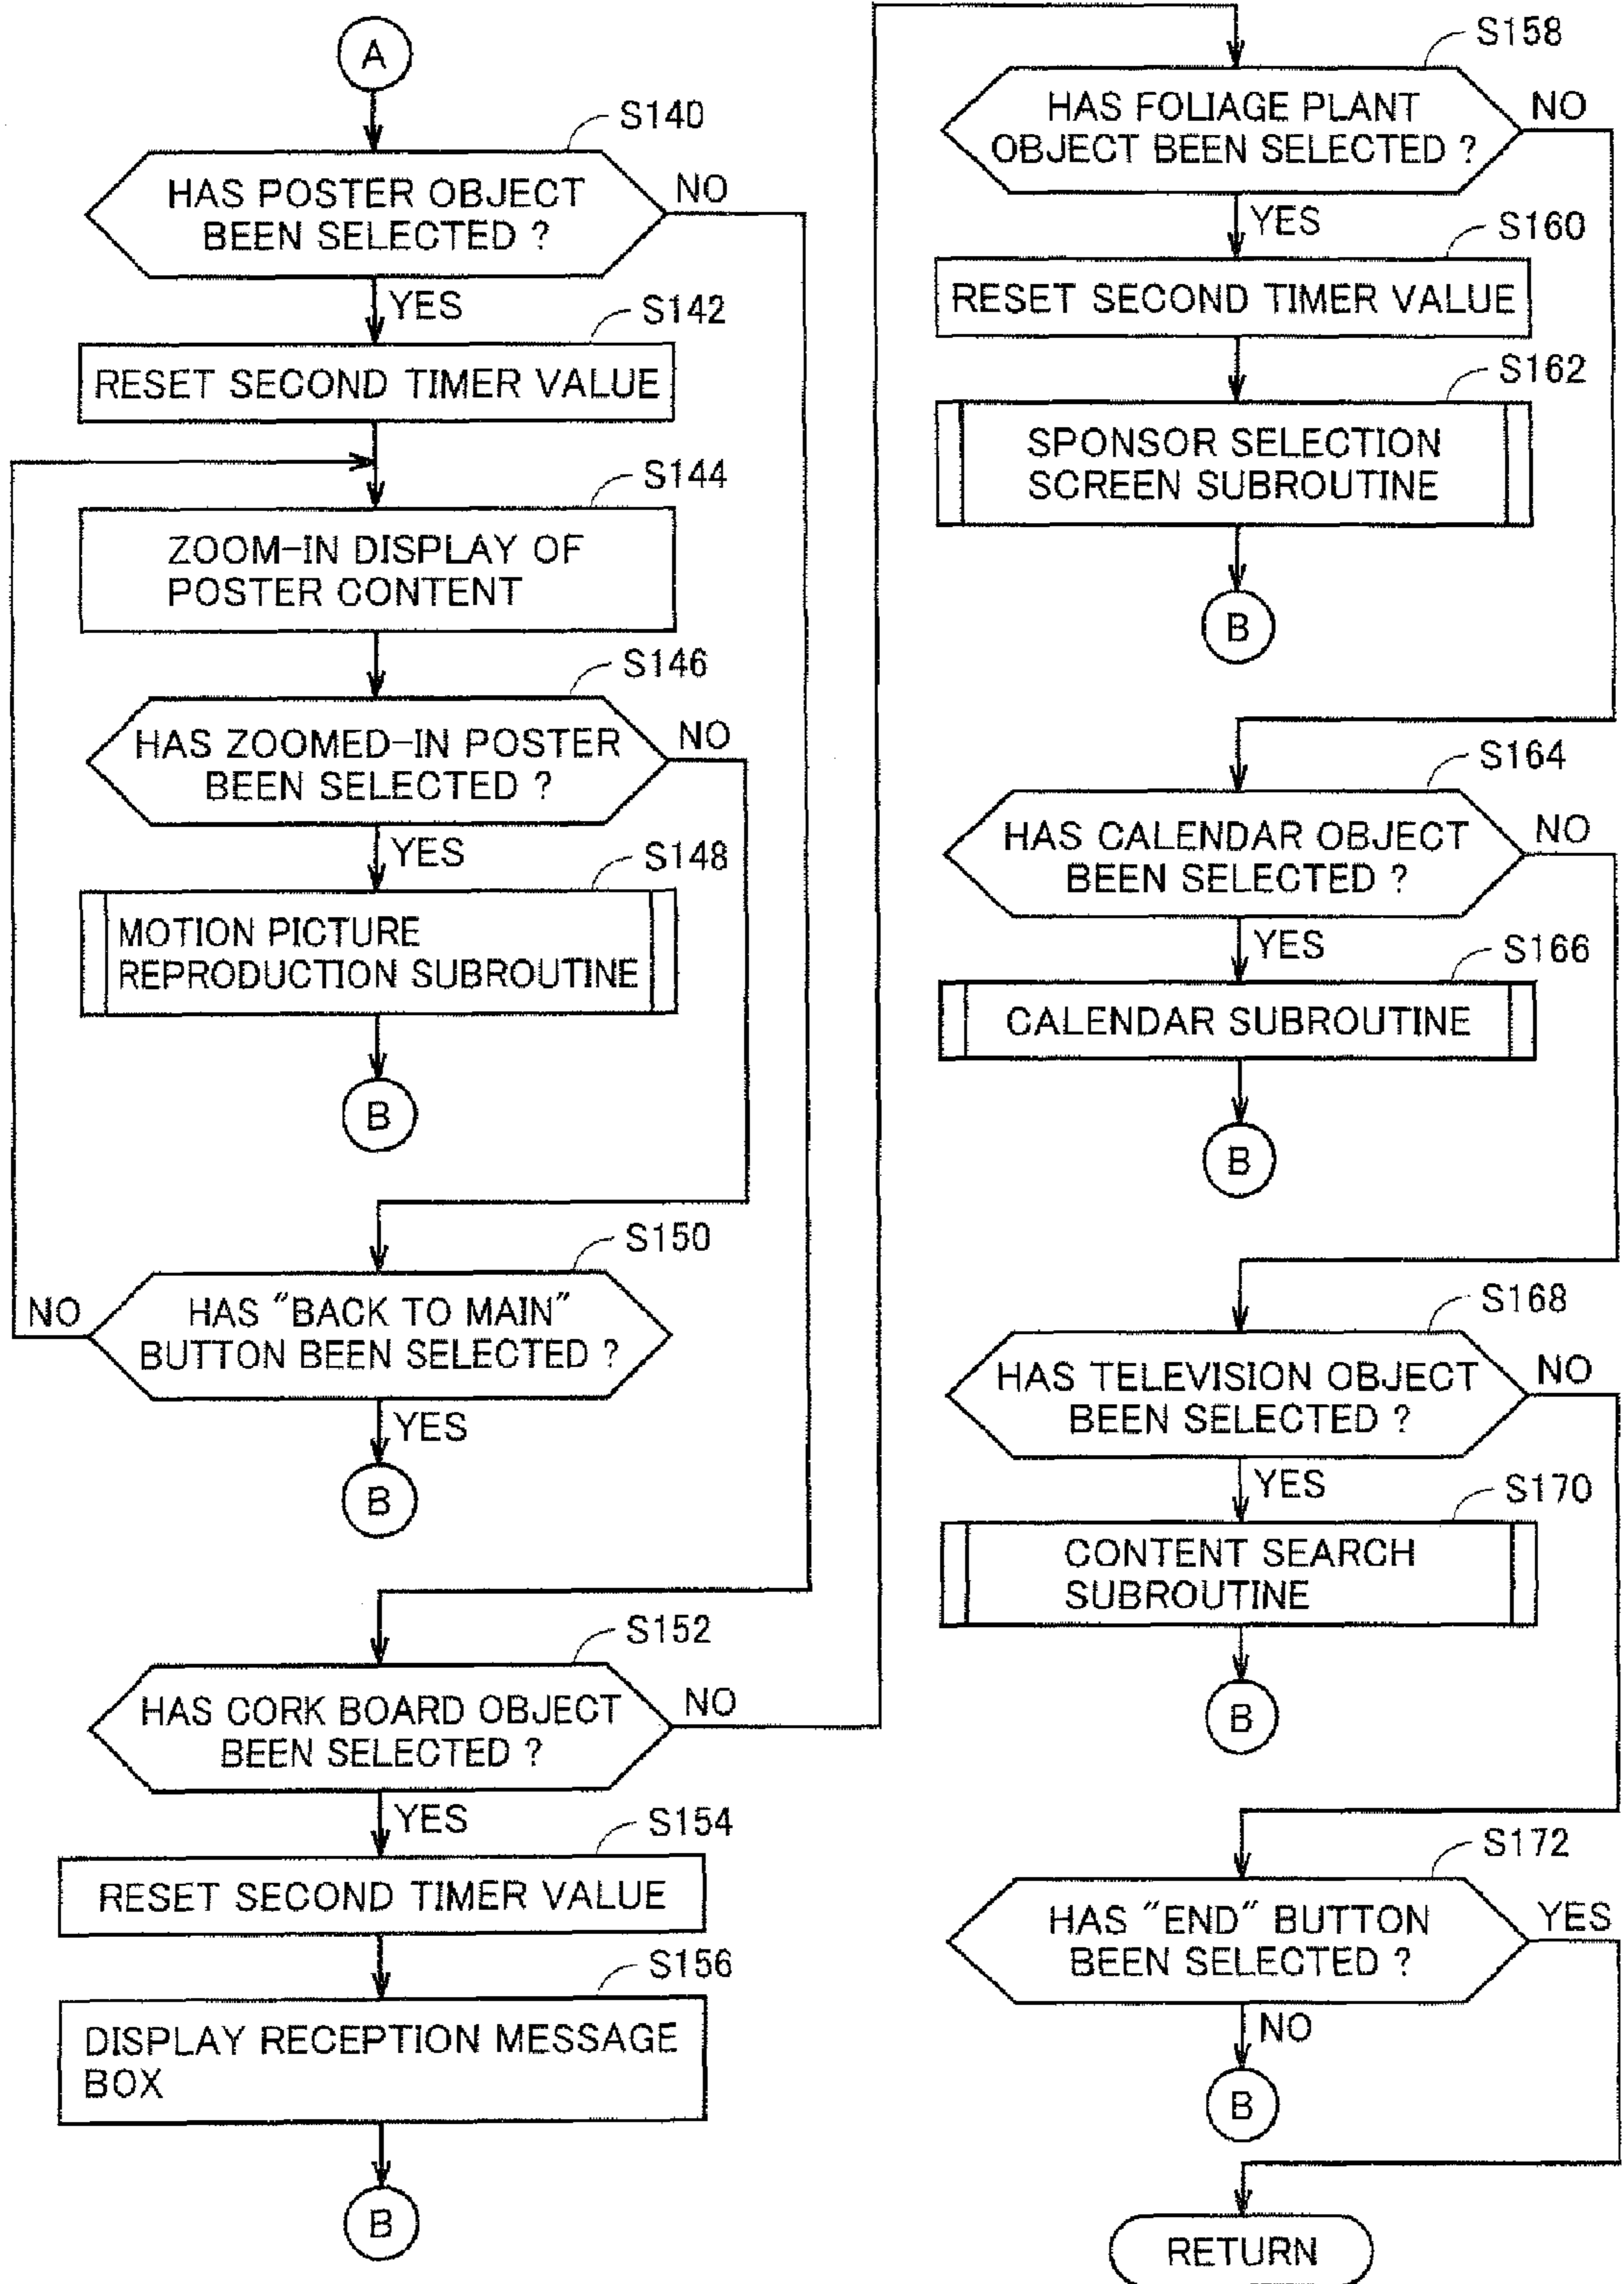 A
S140
HAS POSTER OBJECT
BEEN SELECTED ?
NO
YES
S142
RESET SECOND TIMER VALUE
S144
ZOOM-IN DISPLAY OF
POSTER CONTENT
S146
HAS ZOOMED-IN POSTER
BEEN SELECTED ?
NO
YES
S148
MOTION PICTURE
REPRODUCTION SUBROUTINE
B
S150
HAS "BACK TO MAIN"
BUTTON BEEN SELECTED ?
NO
YES
B
S152
HAS CORK BOARD OBJECT
BEEN SELECTED ?
NO
YES
S154
RESET SECOND TIMER VALUE
S156
DISPLAY RECEPTION MESSAGE
BOX
B
S158
HAS FOLIAGE PLANT
OBJECT BEEN SELECTED ?
NO
YES
S160
RESET SECOND TIMER VALUE
S162
SPONSOR SELECTION
SCREEN SUBROUTINE
B
S164
HAS CALENDAR OBJECT
BEEN SELECTED ?
NO
YES
S166
CALENDAR SUBROUTINE
B
S168
HAS TELEVISION OBJECT
BEEN SELECTED ?
NO
YES
S170
CONTENT SEARCH
SUBROUTINE
B
S172
HAS "END" BUTTON
BEEN SELECTED ?
YES
NO
B
RETURN